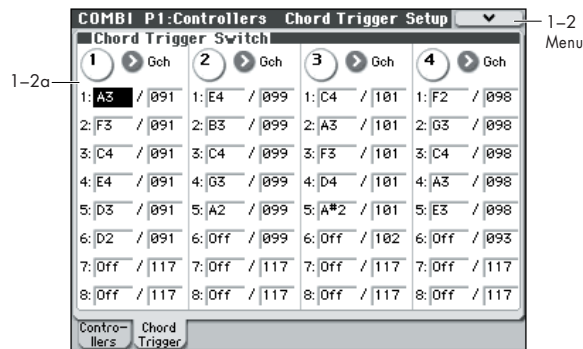 COMBI P1:Controllers Chord Trigger Setup
1–2
Menu
Chord Trigger Switch
1 Gch 2 Gch 3 Gch 4 Gch
1–2a
1: A3 / 091 1: E4 / 099 1: C4 / 101 1: F2 / 098
2: F3 / 091 2: B3 / 099 2: A3 / 101 2: G3 / 098
3: C4 / 091 3: C4 / 099 3: F3 / 101 3: C4 / 098
4: E4 / 091 4: G3 / 099 4: D4 / 101 4: A3 / 098
5: D3 / 091 5: A2 / 099 5: A#2 / 101 5: E3 / 098
6: D2 / 091 6: Off / 099 6: Off / 102 6: Off / 093
7: Off / 117 7: Off / 117 7: Off / 117 7: Off / 117
8: Off / 117 8: Off / 117 8: Off / 117 8: Off / 117
Contro-
llers
Chord
Trigger